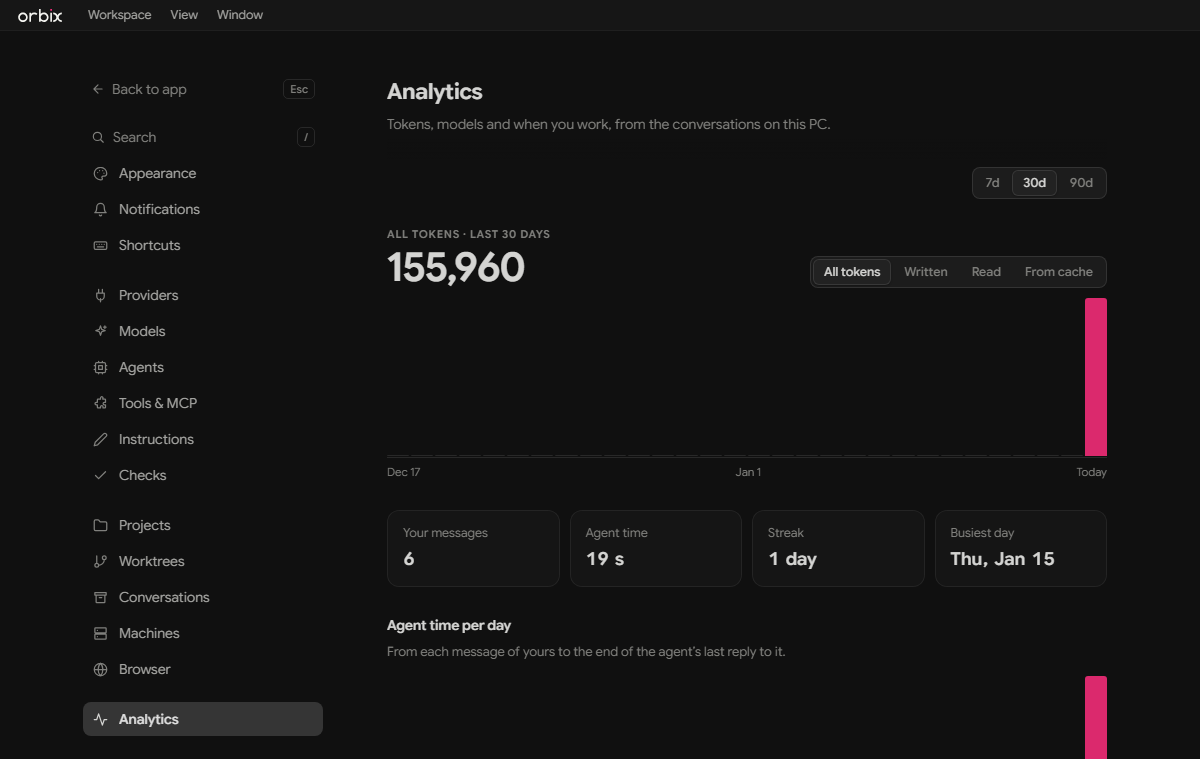 orbix Workspace View Window
Back to app Esc
Search /
Appearance
Notifications
Shortcuts
Providers
Models
Agents
Tools & MCP
Instructions
Checks
Projects
Worktrees
Conversations
Machines
Browser
Analytics
Analytics
Tokens, models and when you work, from the conversations on this PC.
7d 30d 90d
ALL TOKENS · LAST 30 DAYS
155,960
All tokens Written Read From cache
Dec 17 Jan 1 Today
Your messages
6
Agent time
19 s
Streak
1 day
Busiest day
Thu, Jan 15
Agent time per day
From each message of yours to the end of the agent's last reply to it.